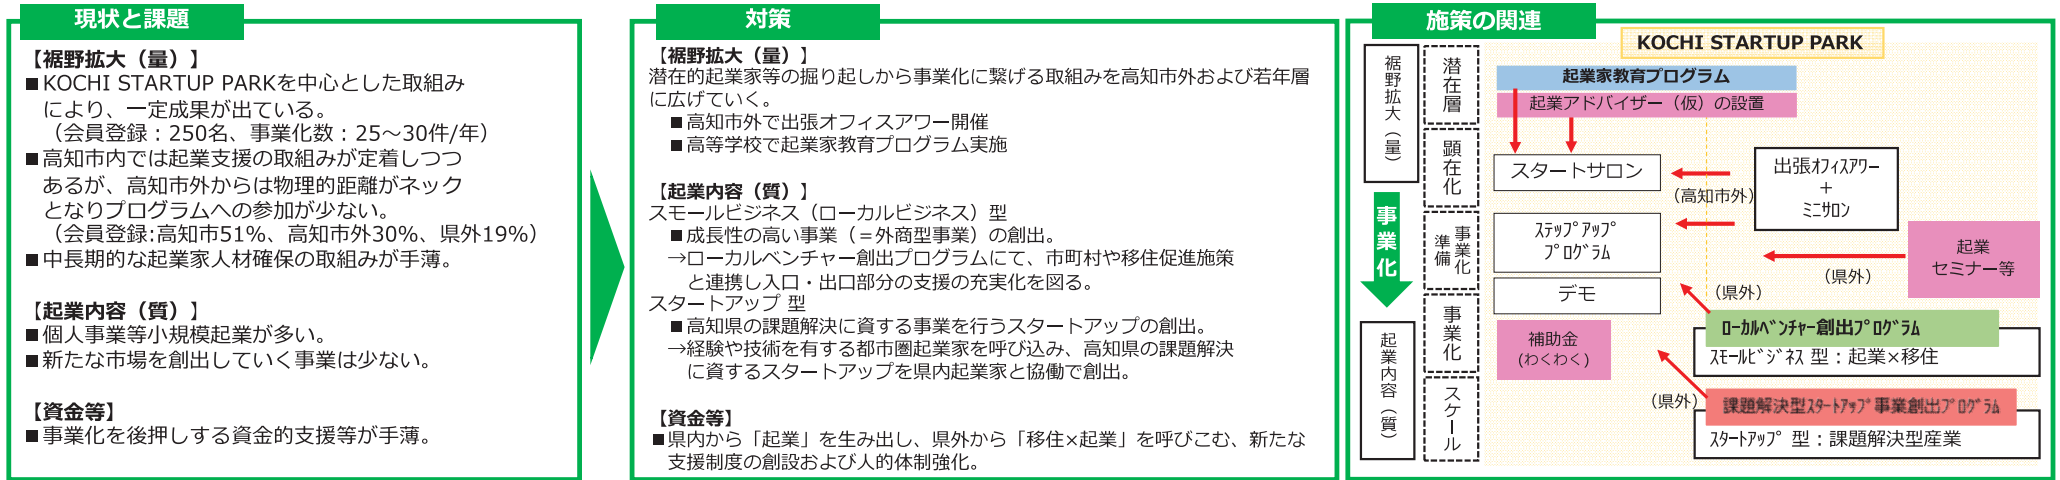 現状と課題
【裾野拡大（量）】
■KOCHI STARTUP PARKを中心とした取組み
により、一定成果が出ている。
（会員登録：250名、事業化数：25～30件/年）
■高知市内では起業支援の取組みが定着しつつ
あるが、高知市外からは物理的距離がネック
となりプログラムへの参加が少ない。
（会員登録:高知市51%、高知市外30%、県外19%）
■中長期的な起業家人材確保の取組みが手薄。
【起業内容（質）】
■個人事業等小規模起業が多い。
■新たな市場を創出していく事業は少ない。
【資金等】
■事業化を後押しする資金的支援等が手薄。
対策
【裾野拡大（量）】
潜在的起業家等の掘り起しから事業化に繋げる取組みを高知市外および若年層
に広げていく。
■高知市外で出張オフィスアワー開催
■高等学校で起業家教育プログラム実施
【起業内容（質）】
スモールビジネス（ローカルビジネス）型
■成長性の高い事業（＝外商型事業）の創出。
→ローカルベンチャー創出プログラムにて、市町村や移住促進施策
と連携し入口・出口部分の支援の充実化を図る。
スタートアップ 型
■高知県の課題解決に資する事業を行うスタートアップの創出。
→経験や技術を有する都市圏起業家を呼び込み、高知県の課題解決
に資するスタートアップを県内起業家と協働で創出。
【資金等】
■県内から「起業」を生み出し、県外から「移住×起業」を呼びこむ、新たな
支援制度の創設および人的体制強化。
施策の関連
裾野拡大（量）
事業化
起業内容（質）
潜在層
顕在化
事業化
準備
事業化
スケール
KOCHI STARTUP PARK
起業家教育プログラム
起業アドバイザー（仮）の設置
スタートサロン
（高知市外）
出張ｵﾌｨｽｱﾜｰ
＋
ﾐﾆｻﾛﾝ
ｽﾃｯﾌﾟｱｯﾌﾟ
ﾌﾟﾛｸﾞﾗﾑ
起業
セミナー等
（県外）
デモ
（県外）
ﾛｰｶﾙﾍﾞﾝﾁｬｰ創出ﾌﾟﾛｸﾞﾗﾑ
ｽﾓｰﾙﾋﾞｼﾞﾈｽ 型：起業×移住
補助金
(わくわく)
（県外）
課題解決型ｽﾀｰﾄｱｯﾌﾟ事業創出ﾌﾟﾛｸﾞﾗﾑ
ｽﾀｰﾄｱｯﾌﾟ 型：課題解決型産業